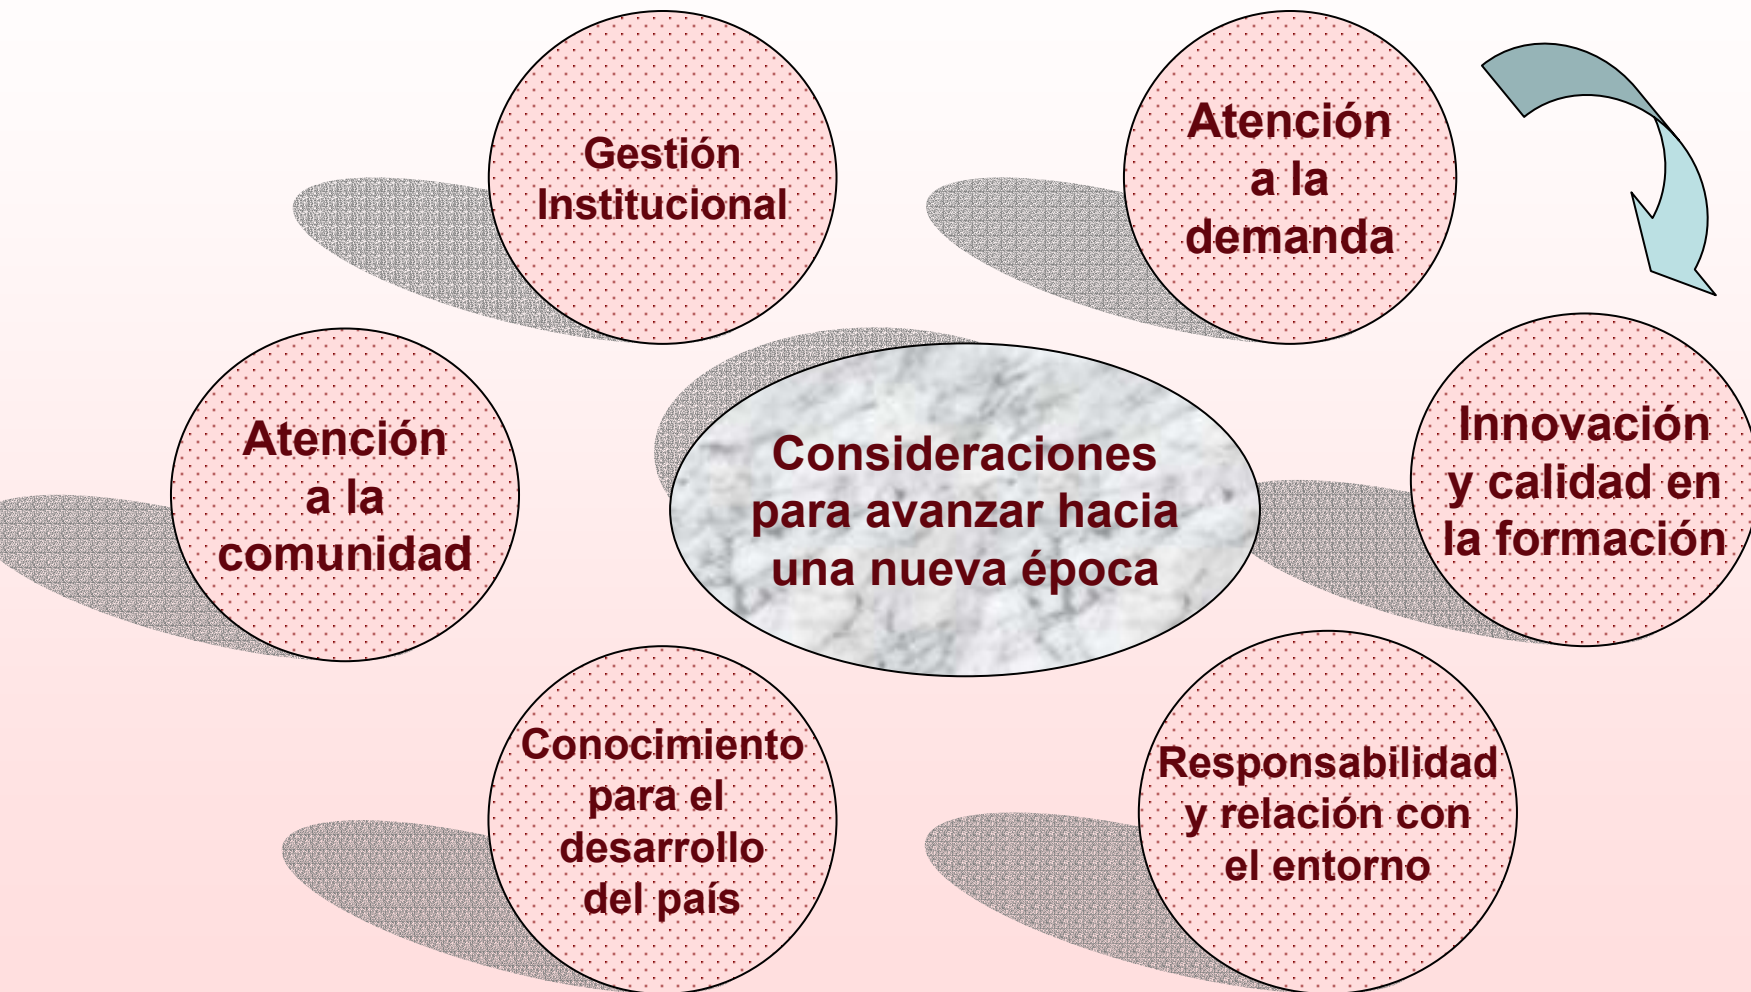 Gestión
Institucional
Atención
a la
demanda
Innovación
y calidad en
la formación
Responsabilidad
y relación con
el entorno
Conocimiento
para el
desarrollo
del país
Atención
a la
comunidad
Consideraciones
para avanzar hacia
una nueva época